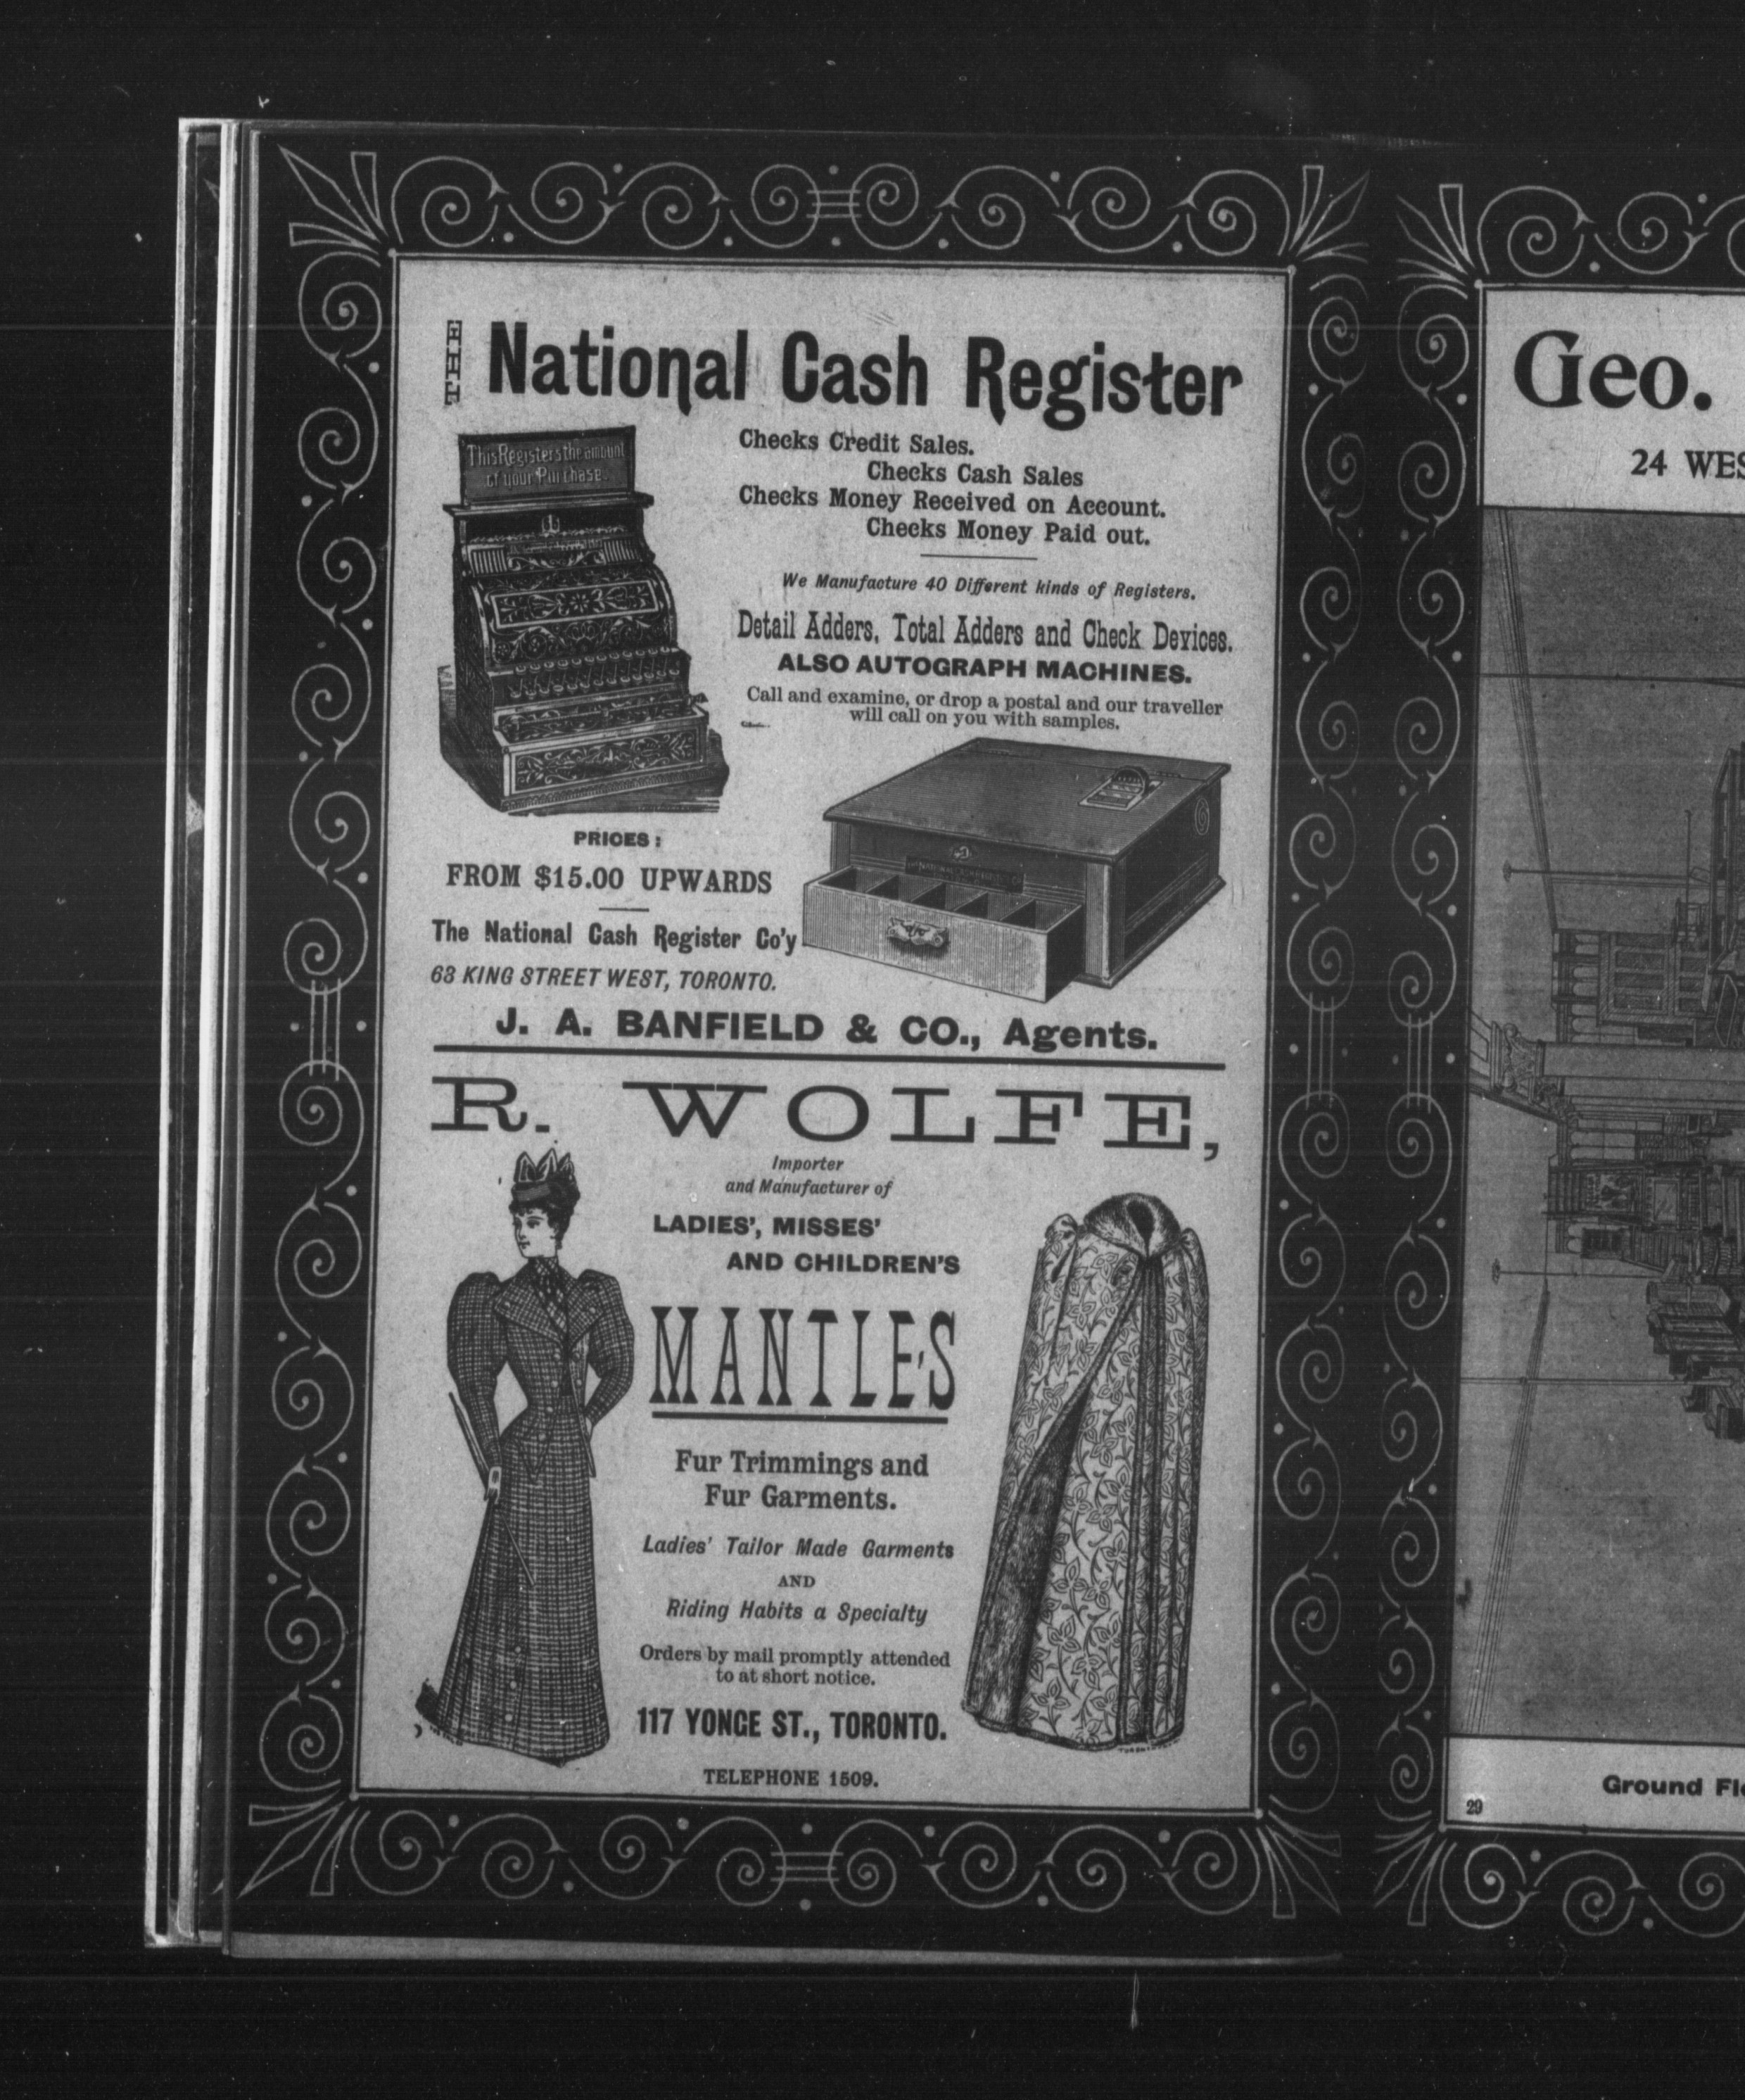 THE
National Cash Register
This Registers the amount
of your Purchase.
Checks Credit Sales.
Checks Cash Sales
Checks Money Received on Account.
Checks Money Paid out.
We Manufacture 40 Different kinds of Registers.
Detail Adders, Total Adders and Check Devices.
ALSO AUTOGRAPH MACHINES.
Call and examine, or drop a postal and our traveller
will call on you with samples.
PRICES:
FROM $15.00 UPWARDS
The National Cash Register Co'y
63 KING STREET WEST, TORONTO.
J. A. BANFIELD & CO., Agents.
R. WOLFE,
Importer
and Manufacturer of
LADIES', MISSES'
AND CHILDREN'S
MANTLE'S
Fur Trimmings and
Fur Garments.
Ladies' Tailor Made Garments
AND
Riding Habits a Specialty
Orders by mail promptly attended
to at short notice.
117 YONGE ST., TORONTO.
TELEPHONE 1509.
Geo.
24 WES
Ground Flo
29